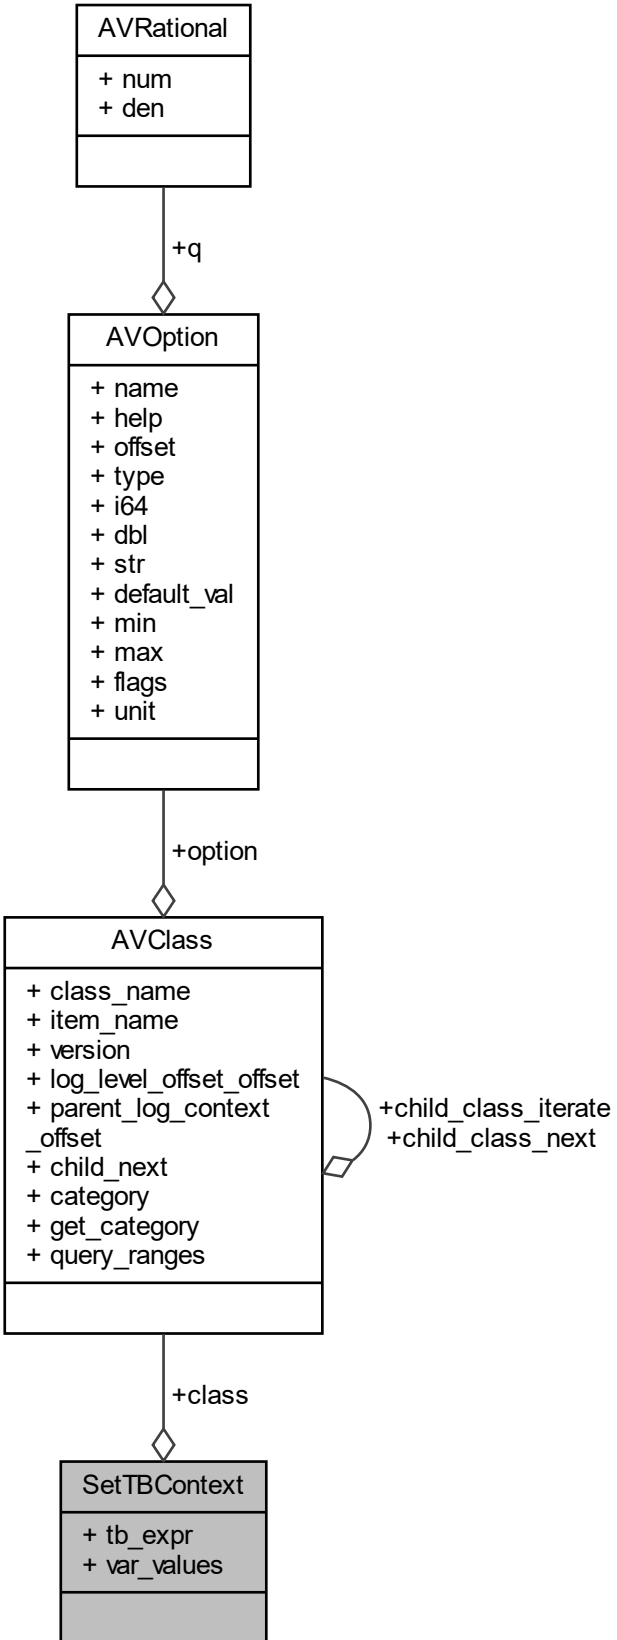 AVRational
+ num
+ den
+q
AVOption
+ name
+ help
+ offset
+ type
+ i64
+ dbl
+ str
+ default_val
+ min
+ max
+ flags
+ unit
+option
AVClass
+ class_name
+ item_name
+ version
+ log_level_offset_offset
+ parent_log_context
_offset
+ child_next
+ category
+ get_category
+ query_ranges
+child_class_iterate
+child_class_next
+class
SetTBContext
+ tb_expr
+ var_values